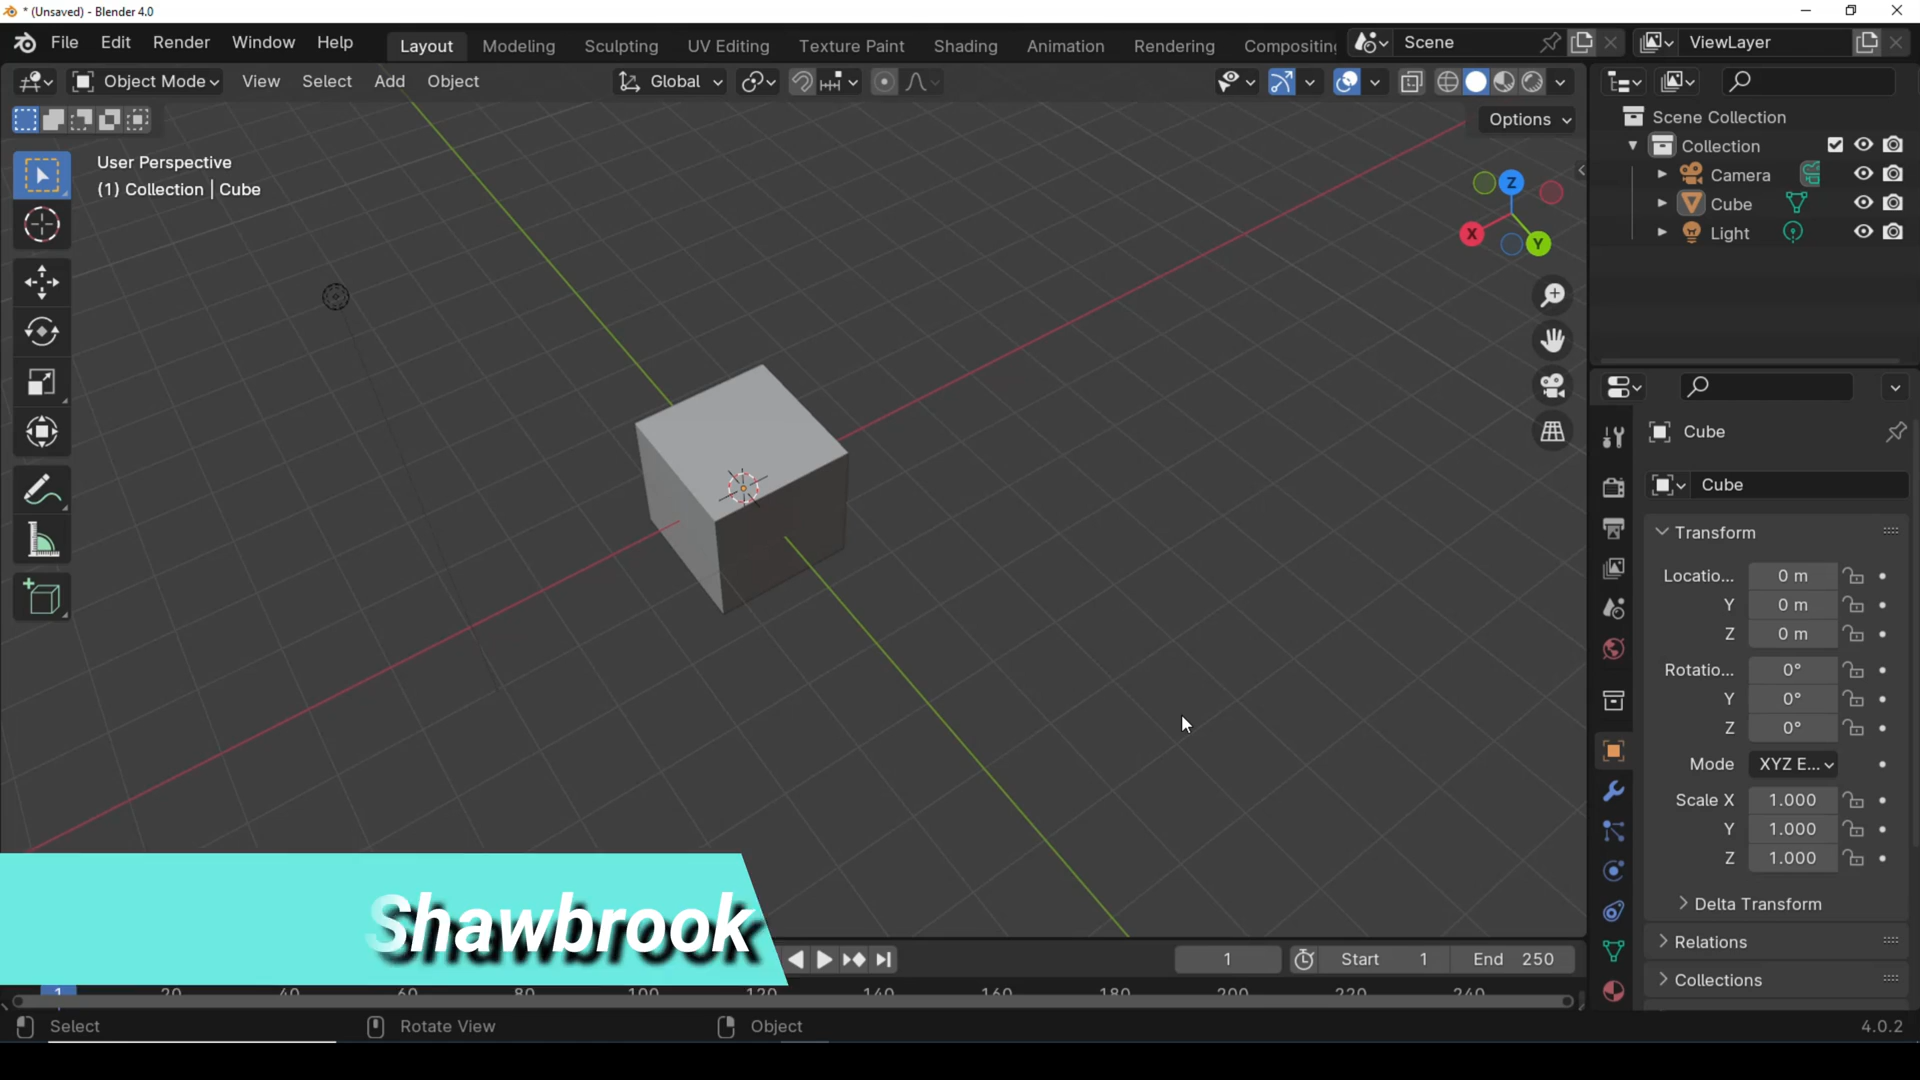 * (Unsaved) - Blender 4.0
File Edit Render Window Help Layout Modeling Sculpting UV Editing Texture Paint Shading Animation Rendering Compositing Scene ViewLayer
Object Mode View Select Add Object Global
Options
User Perspective
(1) Collection | Cube
Z
X
Y
Scene Collection
Collection
Camera
Cube
Light
Cube
Cube
Transform
Locatio... 0 m
Y 0 m
Z 0 m
Rotatio... 0°
Y 0°
Z 0°
Mode XYZ E...
Scale X 1.000
Y 1.000
Z 1.000
Delta Transform
Relations
Collections
Shawbrook
1 Start 1 End 250
1 20 40 60 80 100 120 140 160 180 200 220 240
Select Rotate View Object 4.0.2